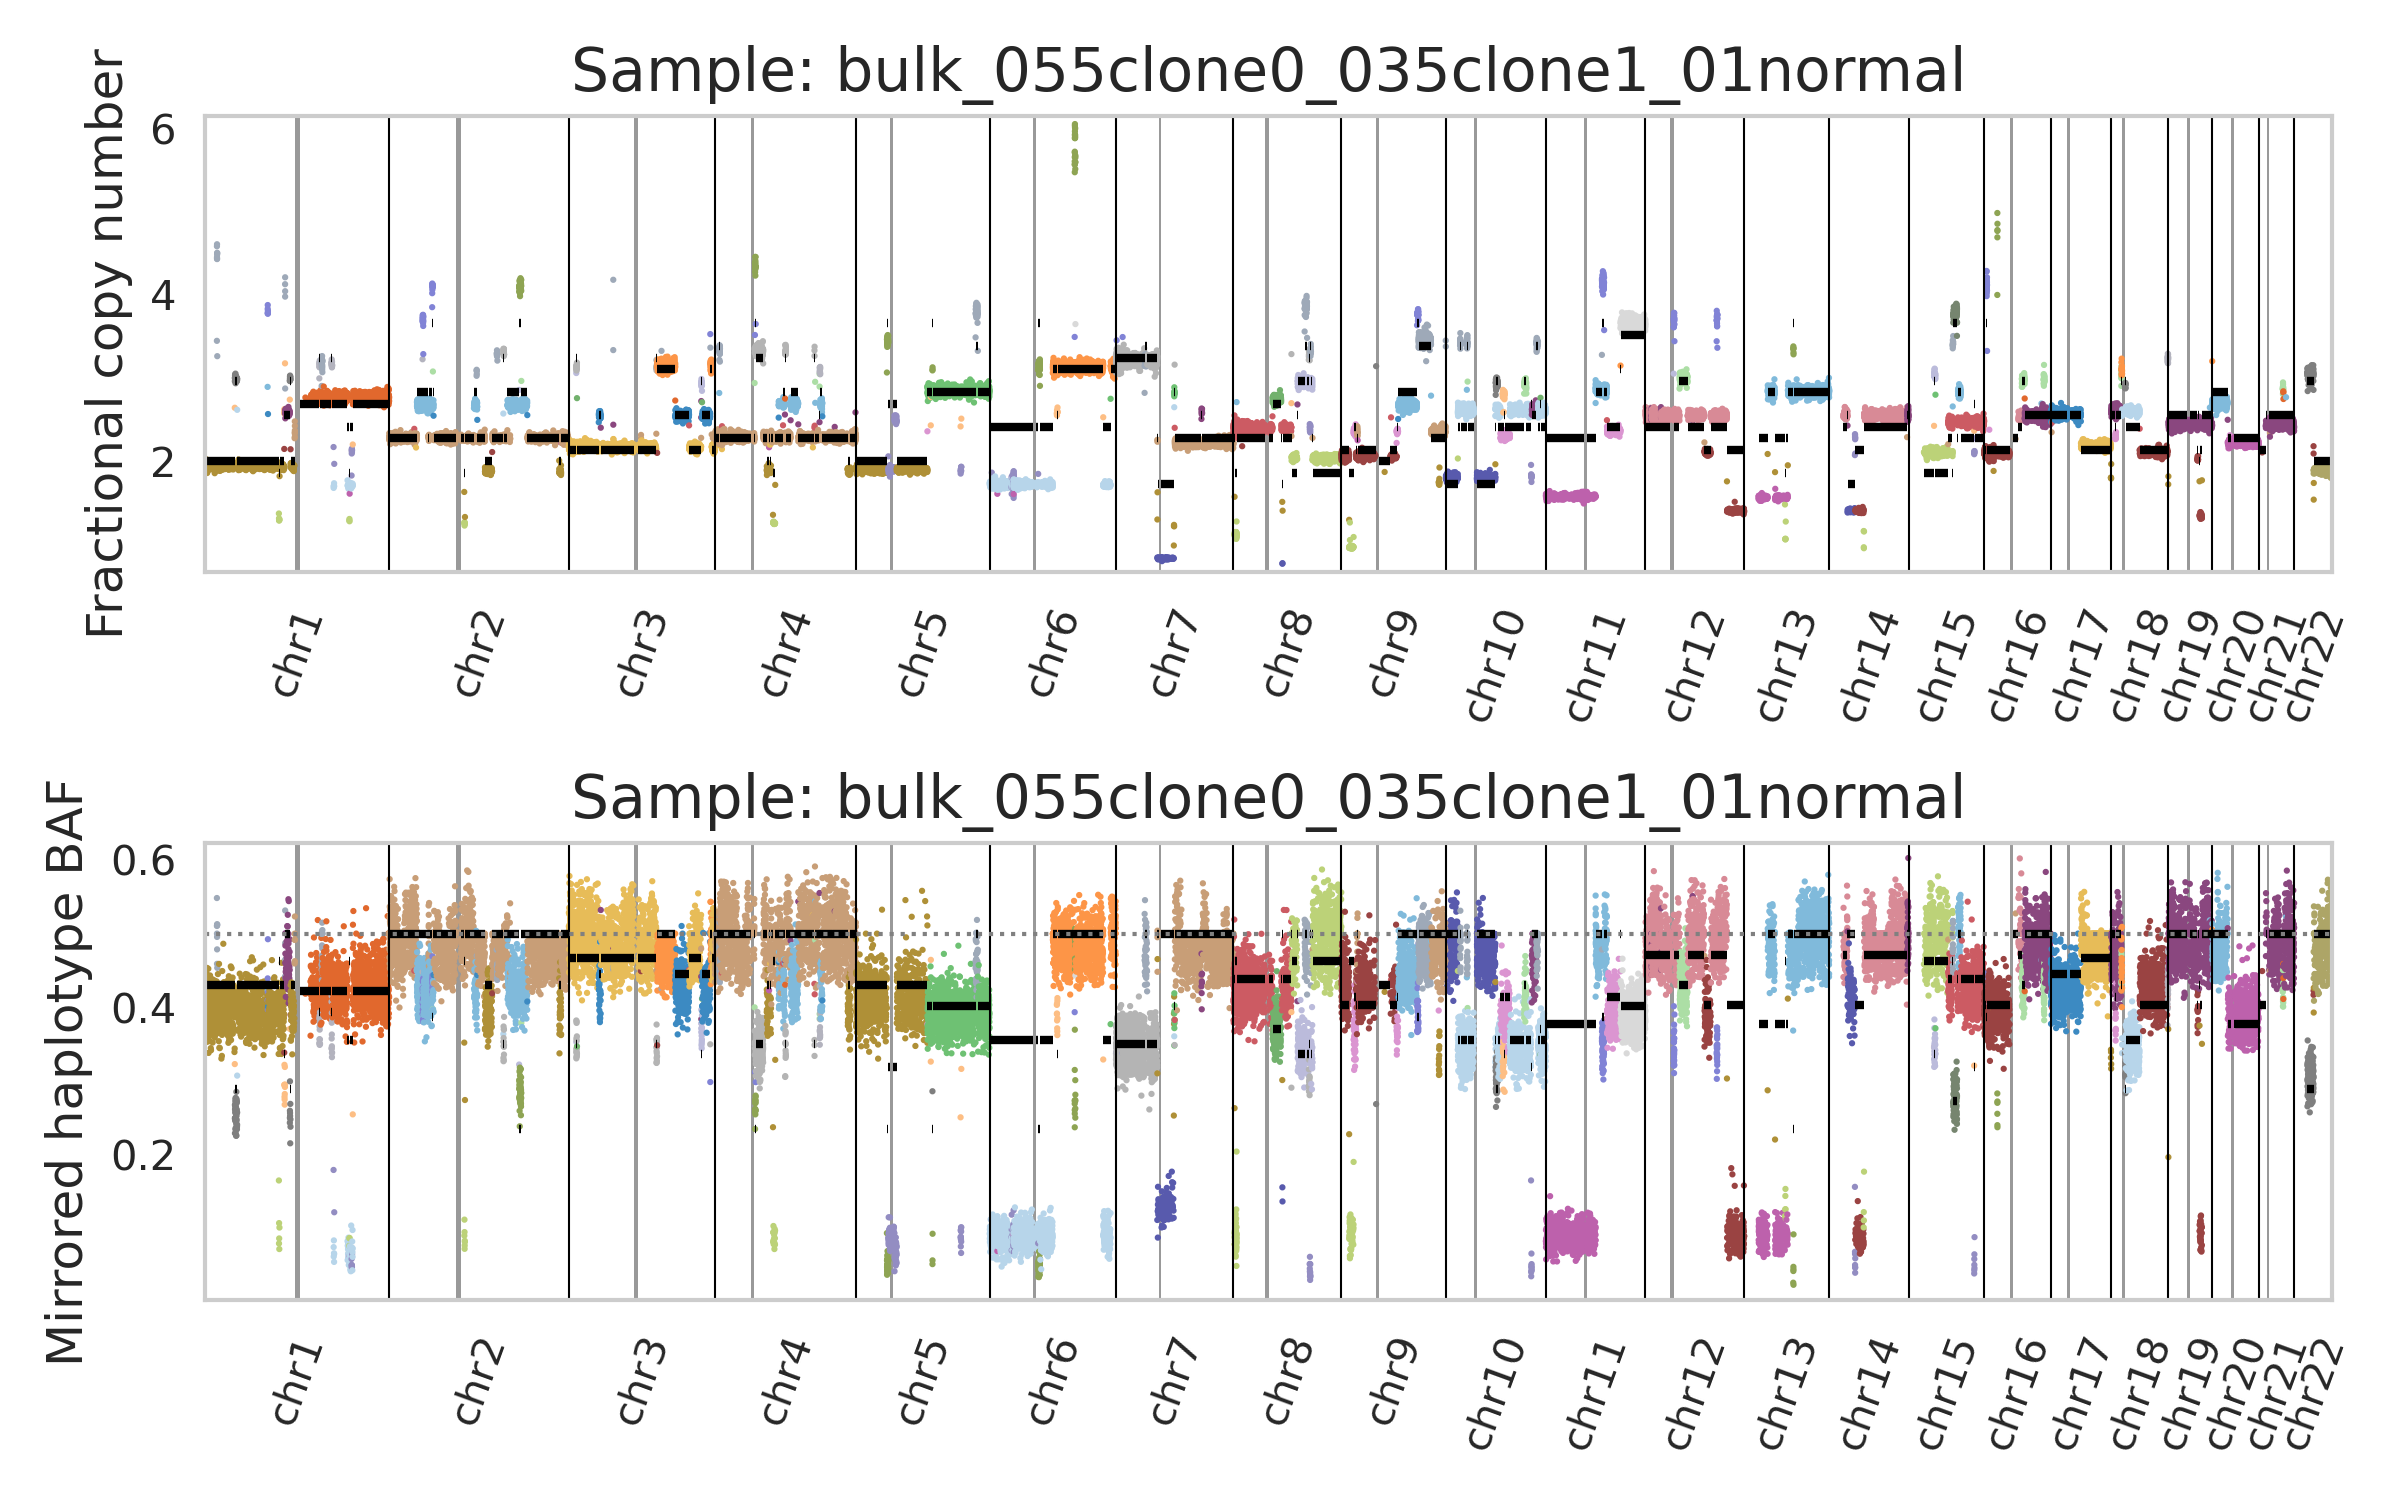 Sample: bulk_055clone0_035clone1_01normal
Fractional copy number
6
4
2
chr1
chr2
chr3
chr4
chr5
chr6
chr7
chr8
chr9
chr10
chr11
chr12
chr13
chr14
chr15
chr16
chr17
chr18
chr19
chr20
chr21
chr22
Sample: bulk_055clone0_035clone1_01normal
Mirrored haplotype BAF
0.6
0.4
0.2
chr1
chr2
chr3
chr4
chr5
chr6
chr7
chr8
chr9
chr10
chr11
chr12
chr13
chr14
chr15
chr16
chr17
chr18
chr19
chr20
chr21
chr22